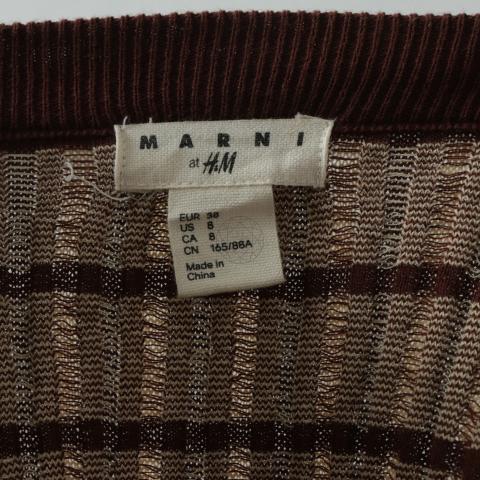 MARNI
at H&M
EUR 38
US 8
CA 8
CN 165/88A
Made in
China